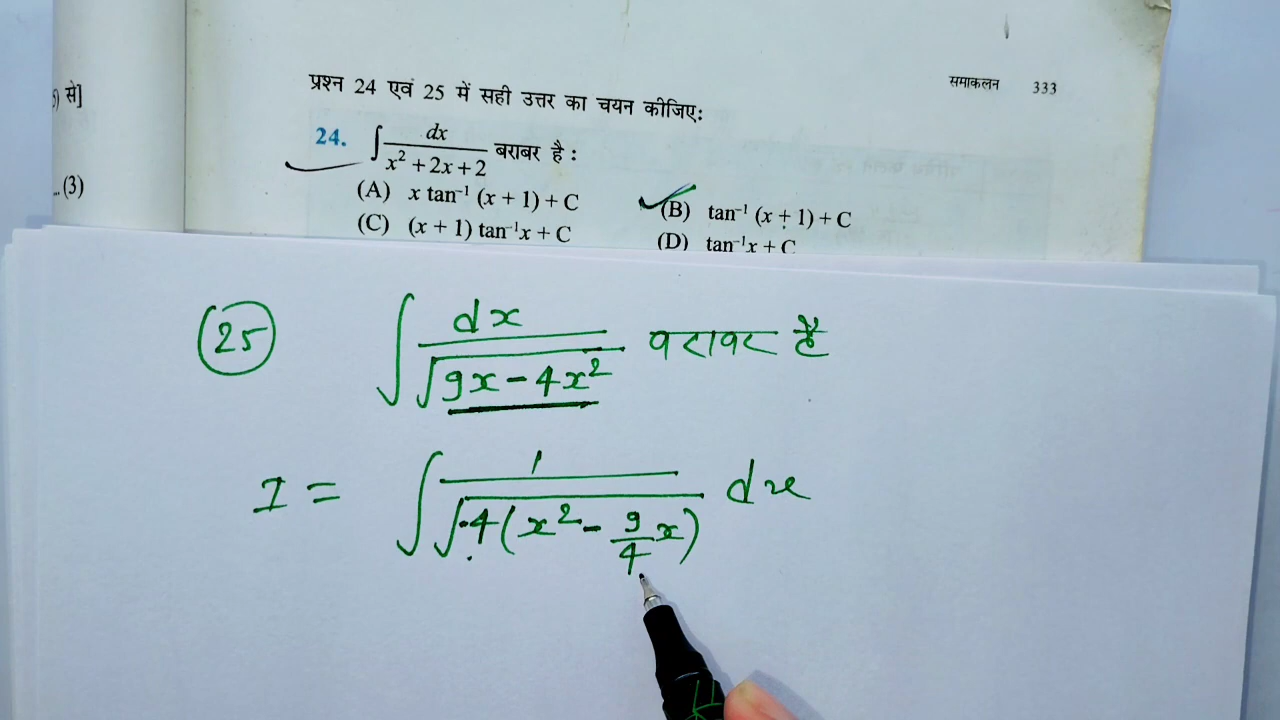 5) से]
समाकलन 333
प्रश्न 24 एवं 25 में सही उत्तर का चयन कीजिए:
24. ∫ dx / (x² + 2x + 2) बराबर है :
...(3)
(A) x tan⁻¹ (x + 1) + C
(B) tan⁻¹ (x + 1) + C
(C) (x + 1) tan⁻¹x + C
(D) tan⁻¹x + C
25 ∫ dx / √(9x - 4x²) बराबर है
I = ∫ 1 / √(-4(x² - 9/4 x)) dx